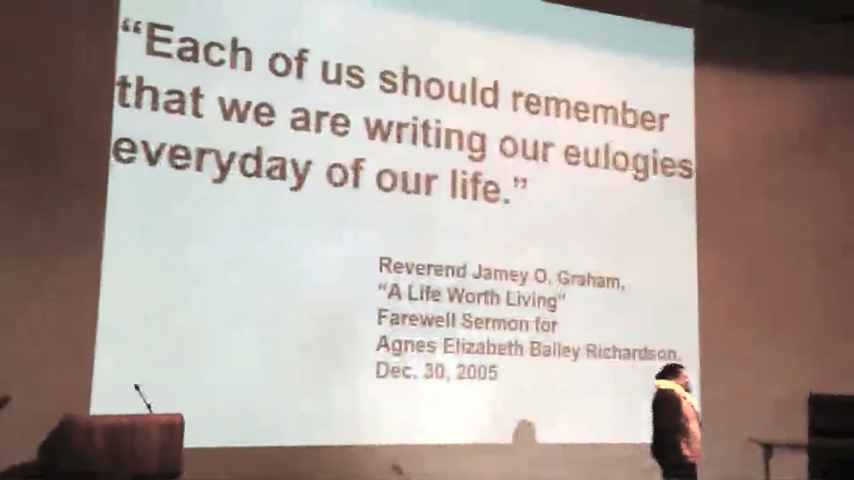 “Each of us should remember
that we are writing our eulogies
everyday of our life.”
Reverend Jamey O. Graham,
“A Life Worth Living”
Farewell Sermon for
Agnes Elizabeth Bailey Richardson,
Dec. 30, 2005